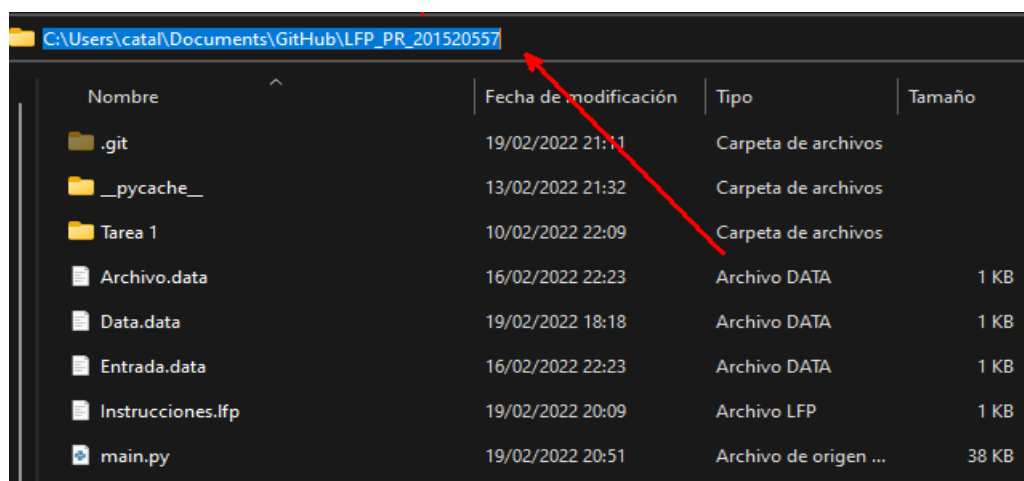 C:\Users\catal\Documents\GitHub\LFP_PR_201520557
Nombre Fecha de modificación Tipo Tamaño
.git 19/02/2022 21:11 Carpeta de archivos
__pycache__ 13/02/2022 21:32 Carpeta de archivos
Tarea 1 10/02/2022 22:09 Carpeta de archivos
Archivo.data 16/02/2022 22:23 Archivo DATA 1 KB
Data.data 19/02/2022 18:18 Archivo DATA 1 KB
Entrada.data 16/02/2022 22:23 Archivo DATA 1 KB
Instrucciones.lfp 19/02/2022 20:09 Archivo LFP 1 KB
main.py 19/02/2022 20:51 Archivo de origen ... 38 KB